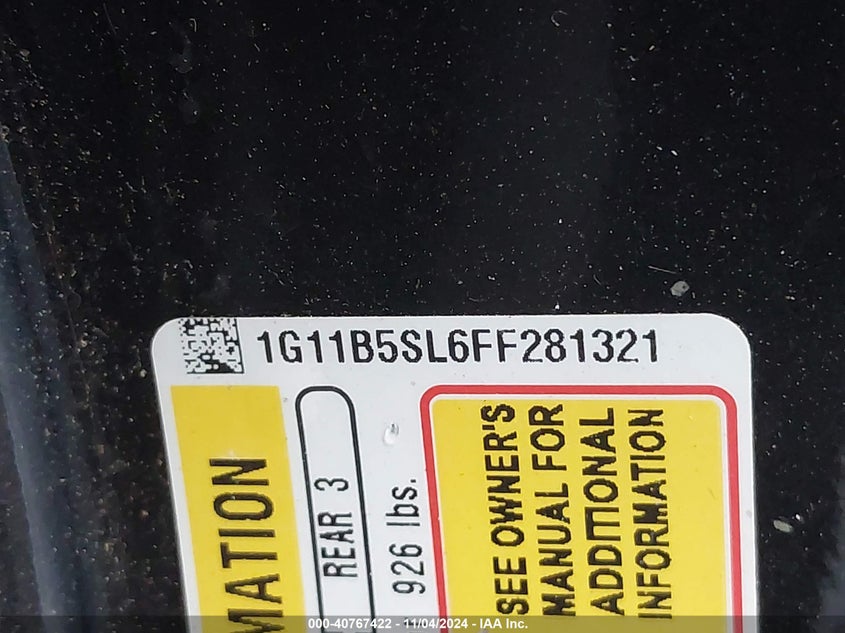 1G11B5SL6FF281321
MATION
REAR 3
926 lbs.
SEE OWNER'S
MANUAL FOR
ADDITIONAL
INFORMATION
000-40767422 - 11/04/2024 - IAA Inc.